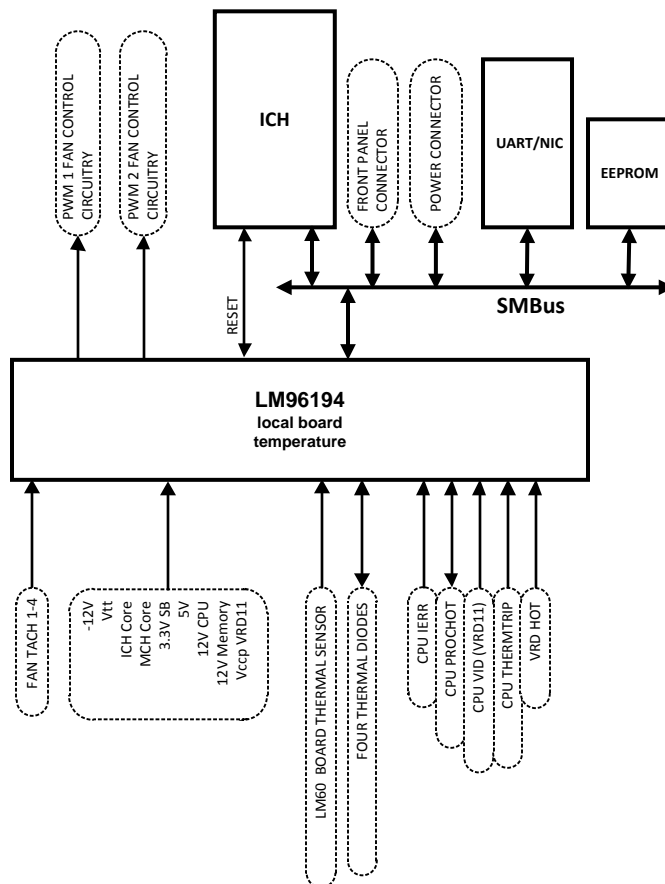 PWM 1 FAN CONTROL
CIRCUITRY
PWM 2 FAN CONTROL
CIRCUITRY
ICH
FRONT PANEL
CONNECTOR
POWER CONNECTOR
UART/NIC
EEPROM
RESET
SMBus
LM96194
local board
temperature
FAN TACH 1-4
-12V
Vtt
ICH Core
MCH Core
3.3V SB
5V
12V CPU
12V Memory
Vccp VRD11
LM60 BOARD THERMAL SENSOR
FOUR THERMAL DIODES
CPU IERR
CPU PROCHOT
CPU VID (VRD11)
CPU THERMTRIP
VRD HOT